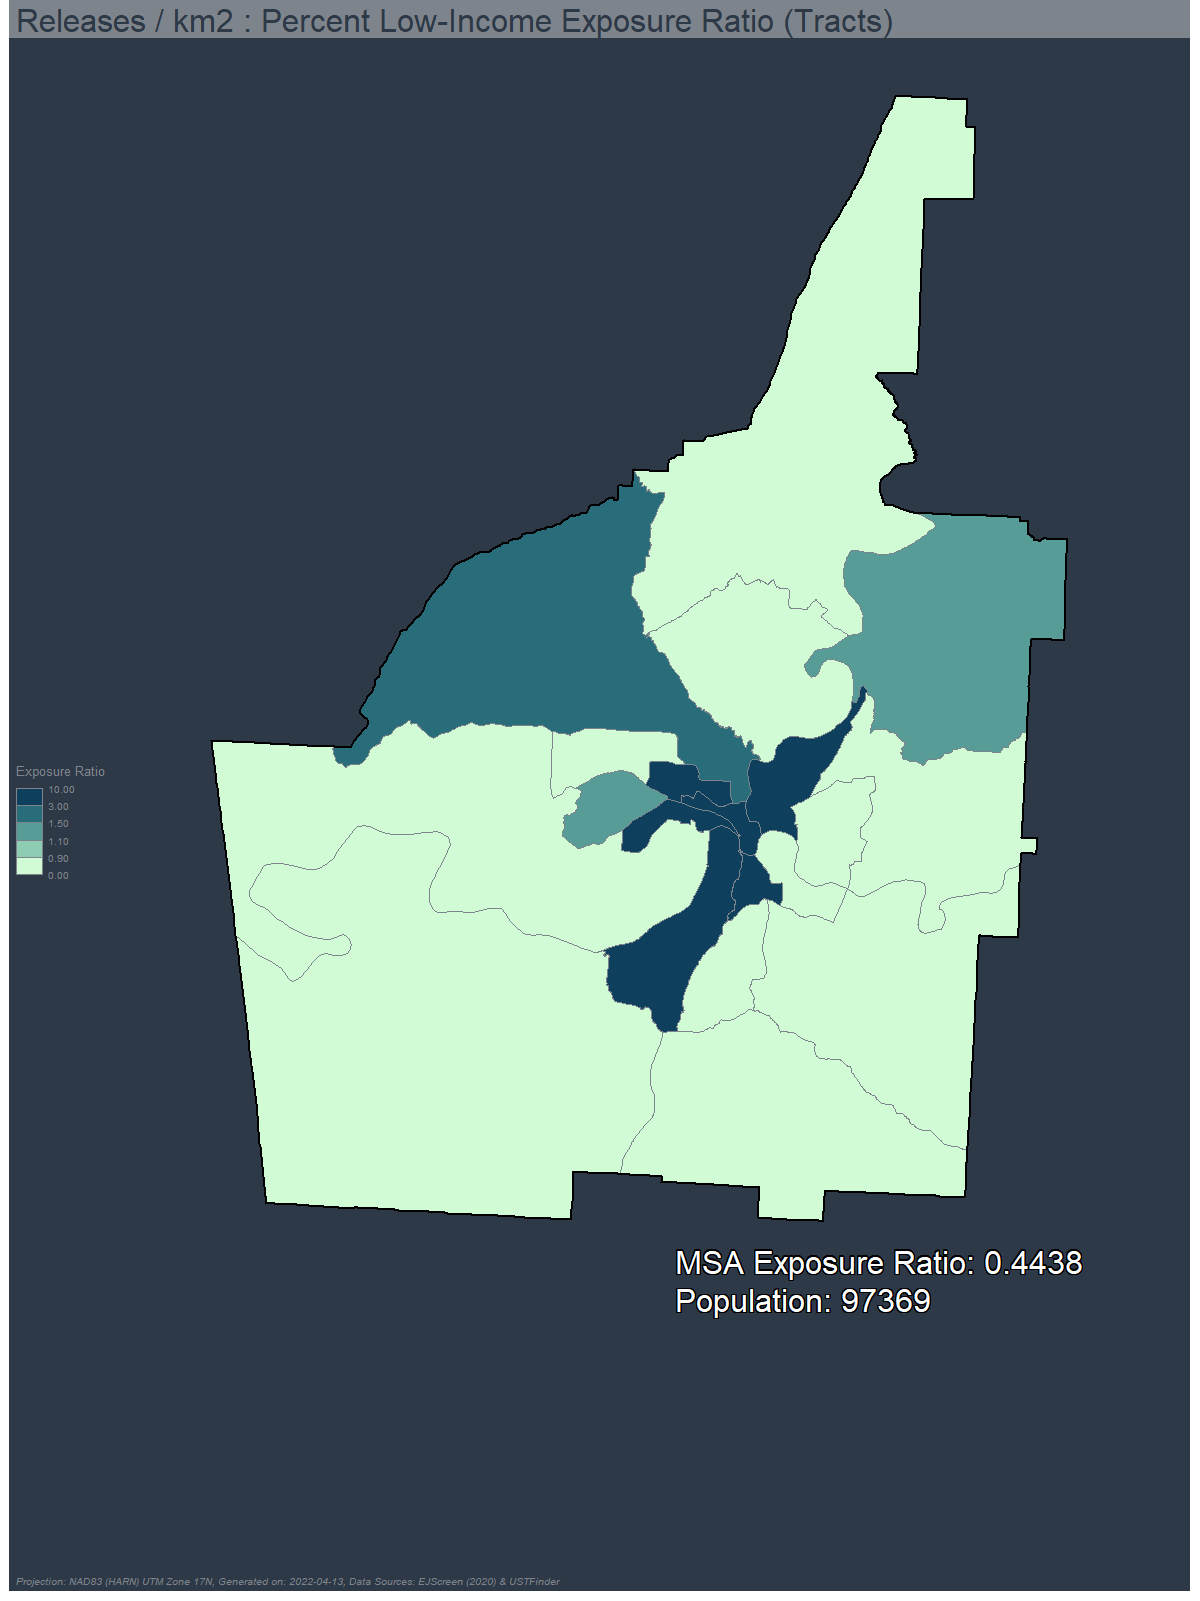 Releases / km2 : Percent Low-Income Exposure Ratio (Tracts)
Exposure Ratio
10.00
3.00
1.50
1.10
0.90
0.00
MSA Exposure Ratio: 0.4438
Population: 97369
Projection: NAD83 (HARN) UTM Zone 17N, Generated on: 2022-04-13, Data Sources: EJScreen (2020) & USTFinder